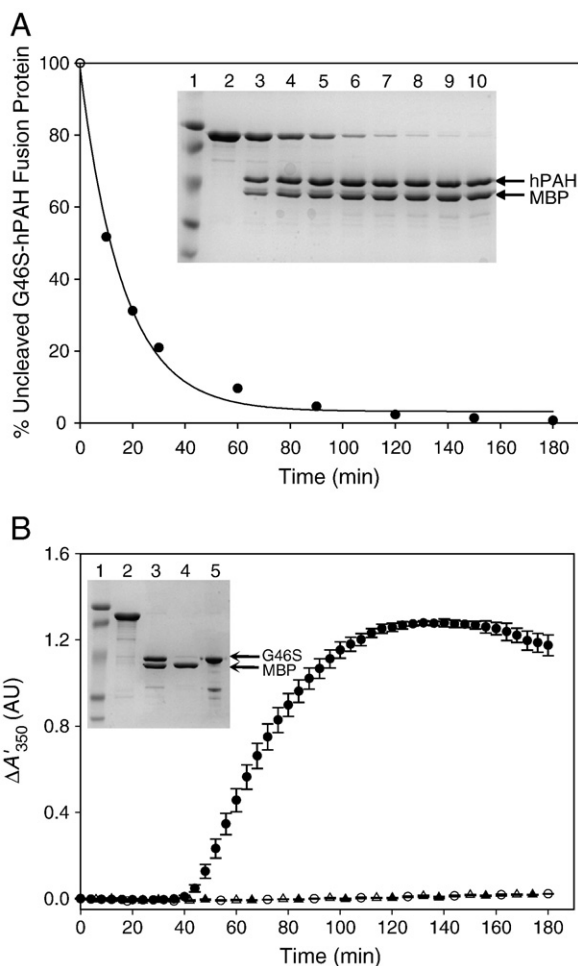 A
% Uncleaved G46S-hPAH Fusion Protein
100
80
60
40
20
0
1 2 3 4 5 6 7 8 9 10
hPAH
MBP
0 20 40 60 80 100 120 140 160 180
Time (min)
B
ΔA′350 (AU)
1.6
1.2
0.8
0.4
0.0
1 2 3 4 5
G46S
MBP
0 20 40 60 80 100 120 140 160 180
Time (min)